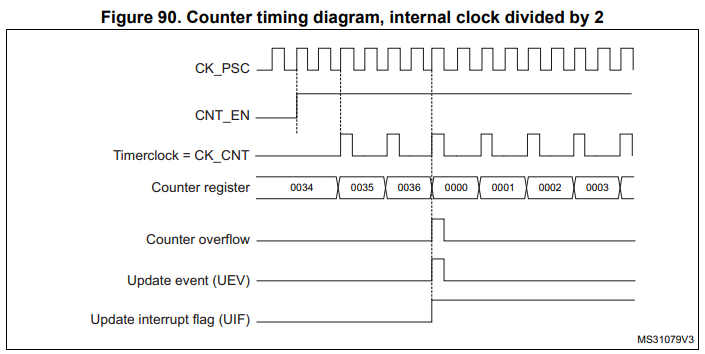 Figure 90. Counter timing diagram, internal clock divided by 2
CK_PSC
CNT_EN
Timerclock = CK_CNT
Counter register 0034 0035 0036 0000 0001 0002 0003
Counter overflow
Update event (UEV)
Update interrupt flag (UIF)
MS31079V3